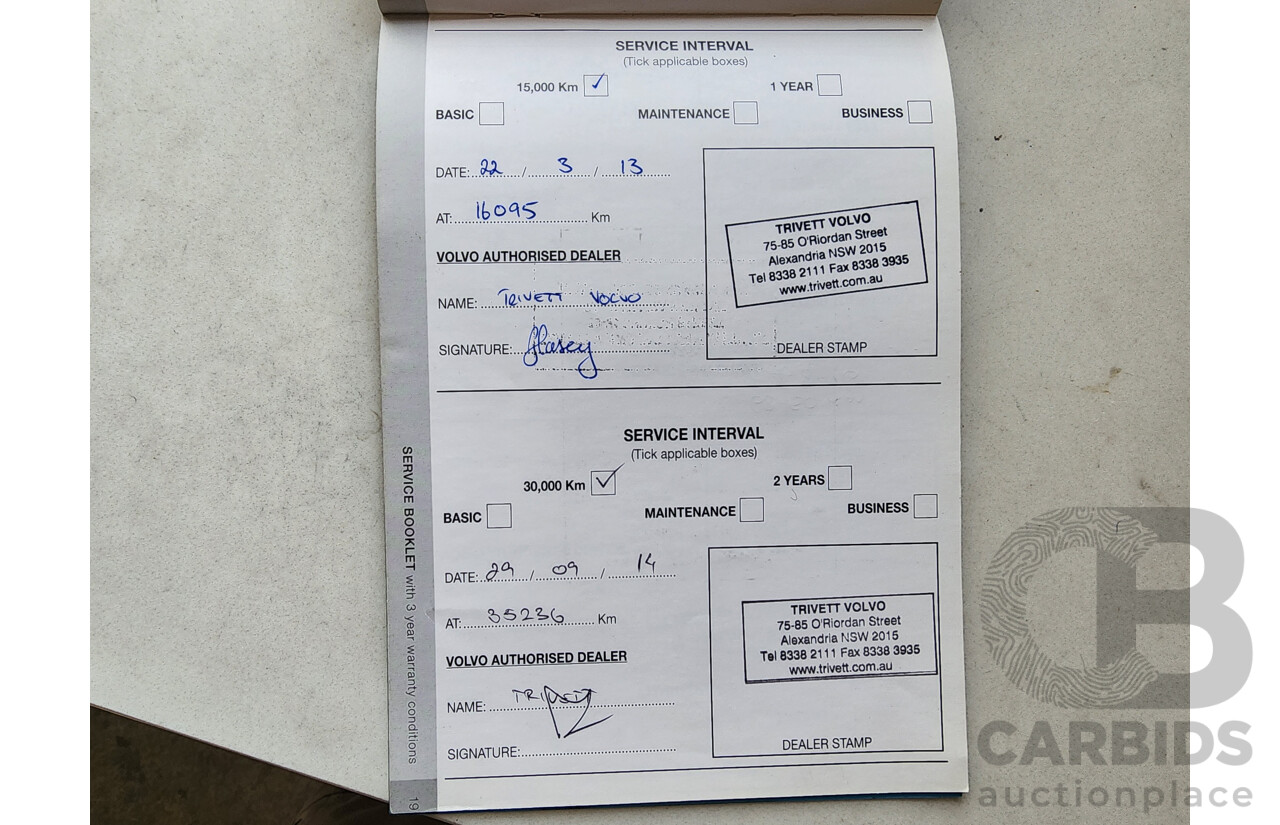 SERVICE INTERVAL
(Tick applicable boxes)
15,000 Km ✓ 1 YEAR
BASIC MAINTENANCE BUSINESS
DATE: 22 / 3 / 13
AT: 16095 Km
VOLVO AUTHORISED DEALER
NAME: TRIVETT VOLVO
SIGNATURE:
TRIVETT VOLVO
75-85 O'Riordan Street
Alexandria NSW 2015
Tel 8338 2111 Fax 8338 3935
www.trivett.com.au
DEALER STAMP
SERVICE INTERVAL
(Tick applicable boxes)
30,000 Km ✓ 2 YEARS
BASIC MAINTENANCE BUSINESS
DATE: 29 / 09 / 14
AT: 35236 Km
VOLVO AUTHORISED DEALER
NAME: TRIVETT
SIGNATURE:
TRIVETT VOLVO
75-85 O'Riordan Street
Alexandria NSW 2015
Tel 8338 2111 Fax 8338 3935
www.trivett.com.au
DEALER STAMP
SERVICE BOOKLET with 3 year warranty conditions
19
CB
CARBIDS
auctionplace